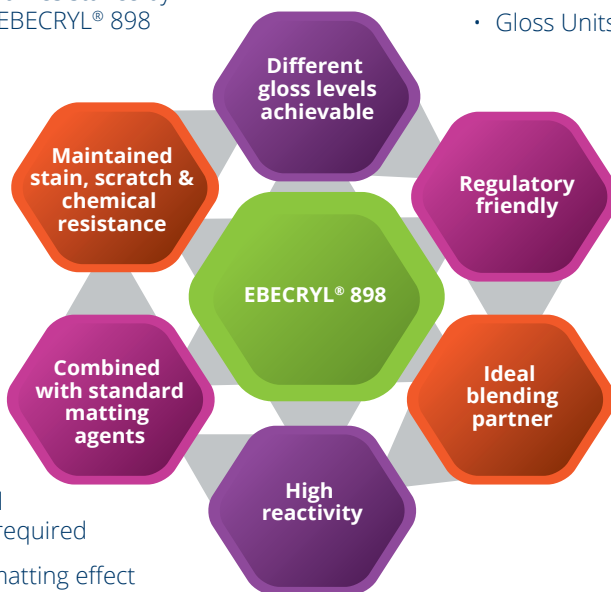 EBECRYL® 898
• Gloss Units
Different
gloss levels
achievable
Maintained
stain, scratch &
chemical
resistance
Regulatory
friendly
EBECRYL® 898
Combined
with standard
matting
agents
Ideal
blending
partner
High
reactivity
required
matting effect